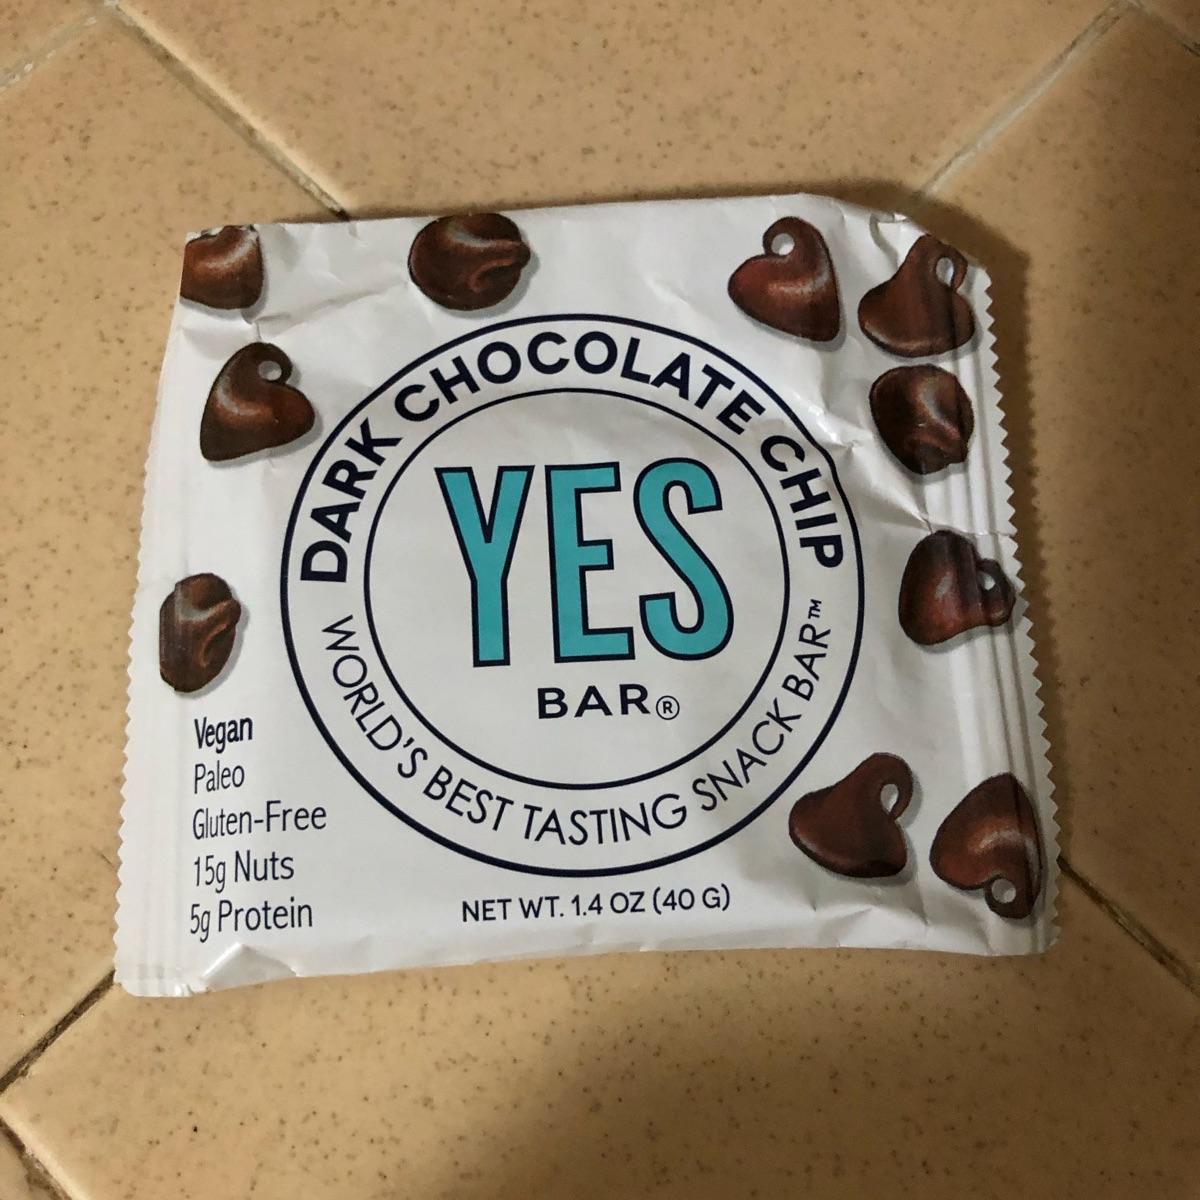 DARK CHOCOLATE CHIP
YES
BAR®
WORLD'S BEST TASTING SNACK BAR™
Vegan
Paleo
Gluten-Free
15g Nuts
5g Protein
NET WT. 1.4 OZ (40 G)